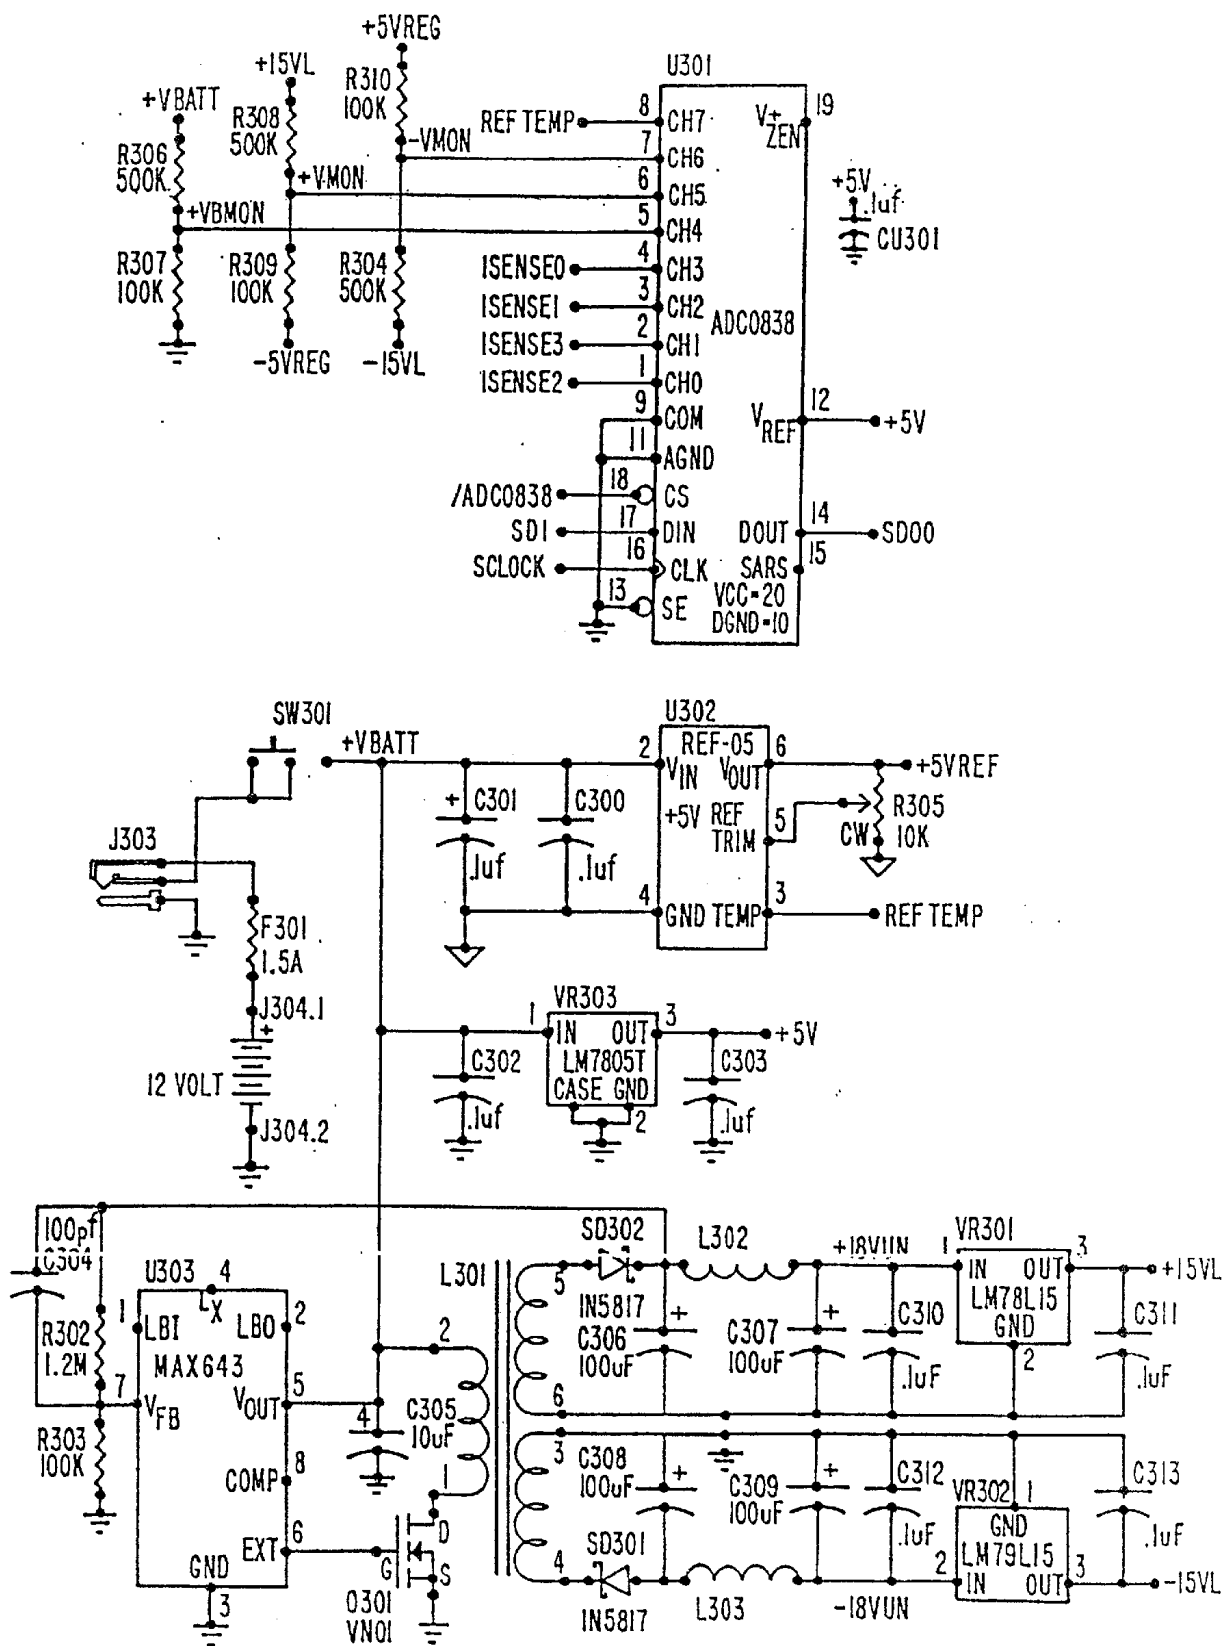 +5VREG
+15VL
+VBATT
R310
100K
R308
500K
R306
500K
-VMON
+VMON
+VBMON
R307
100K
R309
100K
R304
500K
-5VREG
-15VL
U301
REF TEMP
8
CH7
7
CH6
6
CH5
5
CH4
ISENSE0
4
CH3
ISENSE1
3
CH2
ISENSE3
2
CH1
ISENSE2
1
CH0
9
COM
11
AGND
/ADC0838
18
CS
SDI
17
DIN
SCLOCK
16
CLK
13
SE
V+
ZEN
19
ADC0838
VREF
12
+5V
DOUT
14
SDO0
SARS
15
VCC=20
DGND=10
+5V
.1uf
CU301
SW301
+VBATT
J303
F301
1.5A
J304.1
+
12 VOLT
J304.2
+
C301
.1uf
C300
.1uf
U302
REF-05
2
VIN
VOUT
6
+5VREF
+5V REF
TRIM
5
CW
R305
10K
4
GND
TEMP
3
REF TEMP
VR303
1
IN
OUT
3
+5V
LM7805T
CASE GND
2
C302
.1uf
C303
.1uf
100pf
C304
R302
1.2M
R303
100K
U303
4
LX
1
LBI
LBO
2
MAX643
7
VFB
VOUT
5
COMP
8
EXT
6
GND
3
C305
10uF
L301
2
1
D
G
S
Q301
VN01
5
6
3
4
SD302
IN5817
L302
+18VUN
C306
100uF
+
C307
100uF
+
C310
.1uF
VR301
1
IN
OUT
3
+15VL
LM78L15
GND
2
C311
.1uF
C308
100uF
+
C309
100uF
+
C312
.1uF
SD301
IN5817
L303
-18VUN
VR302
1
GND
LM79L15
2
IN
OUT
3
-15VL
C313
.1uF